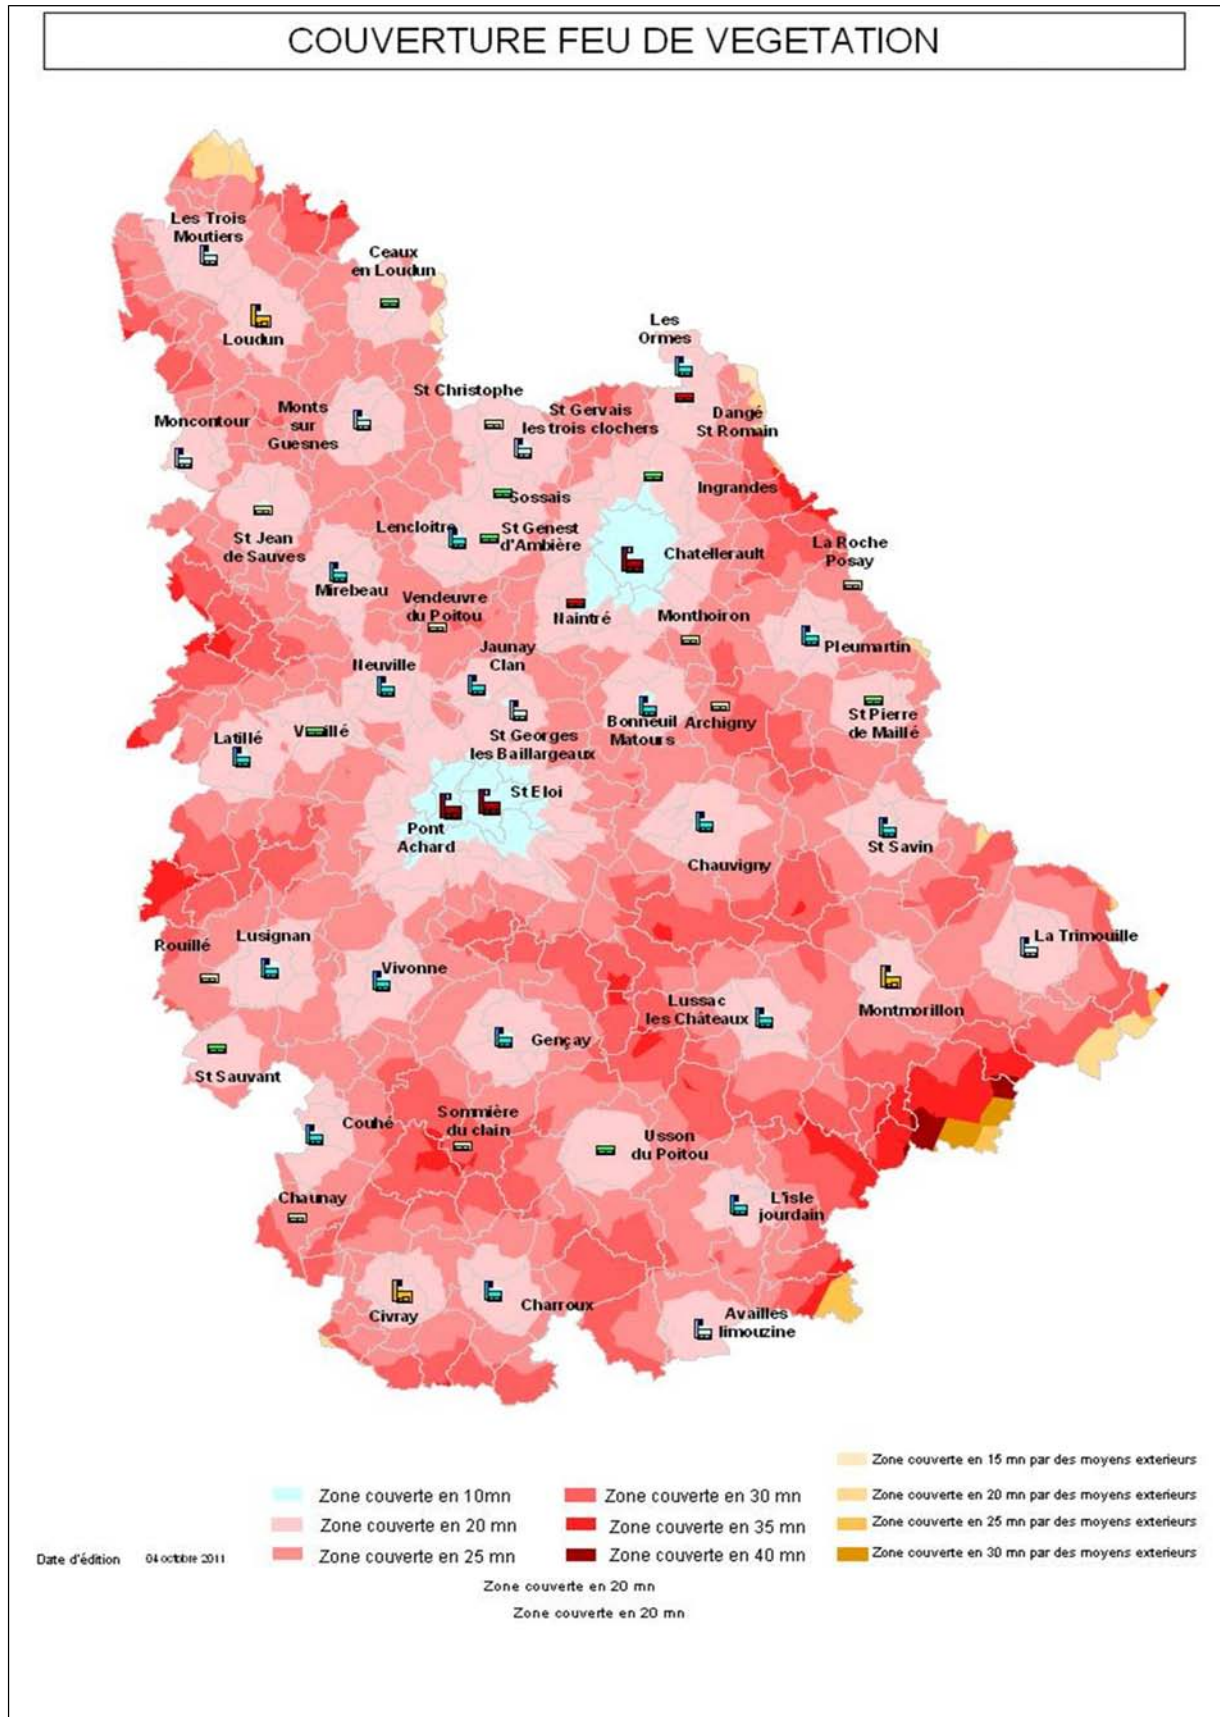 COUVERTURE FEU DE VEGETATION
Les Trois
Moutiers
Ceaux
en Loudun
Loudun
Les
Ormes
St Christophe
St Gervais
les trois clochers
Dangé
St Romain
Moncontour
Monts
sur
Guesnes
Ingrandes
Sossais
St Jean
de Sauves
Lencloitre
St Genest
d'Ambière
Chatellerault
La Roche
Posay
Mirebeau
Vendeuvre
du Poitou
Naintré
Monthoiron
Pleumartin
Neuville
Jaunay
Clan
Latillé
Vouillé
St Georges
les Baillargeaux
Bonneuil
Matours
Archigny
St Pierre
de Maillé
St Eloi
Pont
Achard
Chauvigny
St Savin
Rouillé
Lusignan
Vivonne
La Trimouille
Lussac
les Châteaux
Montmorillon
Gençay
St Sauvant
Couhé
Sommière
du clain
Usson
du Poitou
Chaunay
L'isle
jourdain
Civray
Charroux
Availles
limouzine
Zone couverte en 10mn
Zone couverte en 20 mn
Zone couverte en 25 mn
Zone couverte en 30 mn
Zone couverte en 35 mn
Zone couverte en 40 mn
Zone couverte en 15 mn par des moyens exterieurs
Zone couverte en 20 mn par des moyens exterieurs
Zone couverte en 25 mn par des moyens exterieurs
Zone couverte en 30 mn par des moyens exterieurs
Date d'édition 04 octobre 2011
Zone couverte en 20 mn
Zone couverte en 20 mn